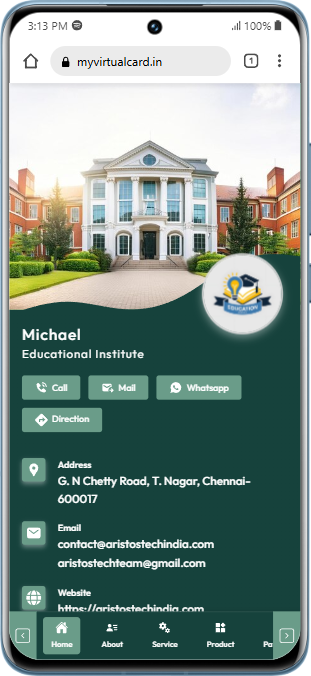 3:13 PM
100%
myvirtualcard.in
1
EDUCATION
Michael
Educational Institute
Call
Mail
Whatsapp
Direction
Address
G. N Chetty Road, T. Nagar, Chennai-
600017
Email
contact@aristostechindia.com
aristostechteam@gmail.com
Website
https://aristostechindia.com
Home
About
Service
Product
Pa